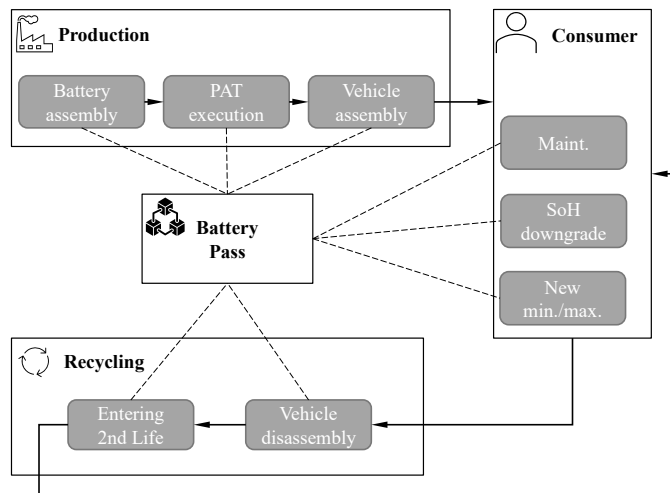 Production
Battery
assembly
PAT
execution
Vehicle
assembly
Consumer
Maint.
SoH
downgrade
New
min./max.
Battery
Pass
Recycling
Entering
2nd Life
Vehicle
disassembly